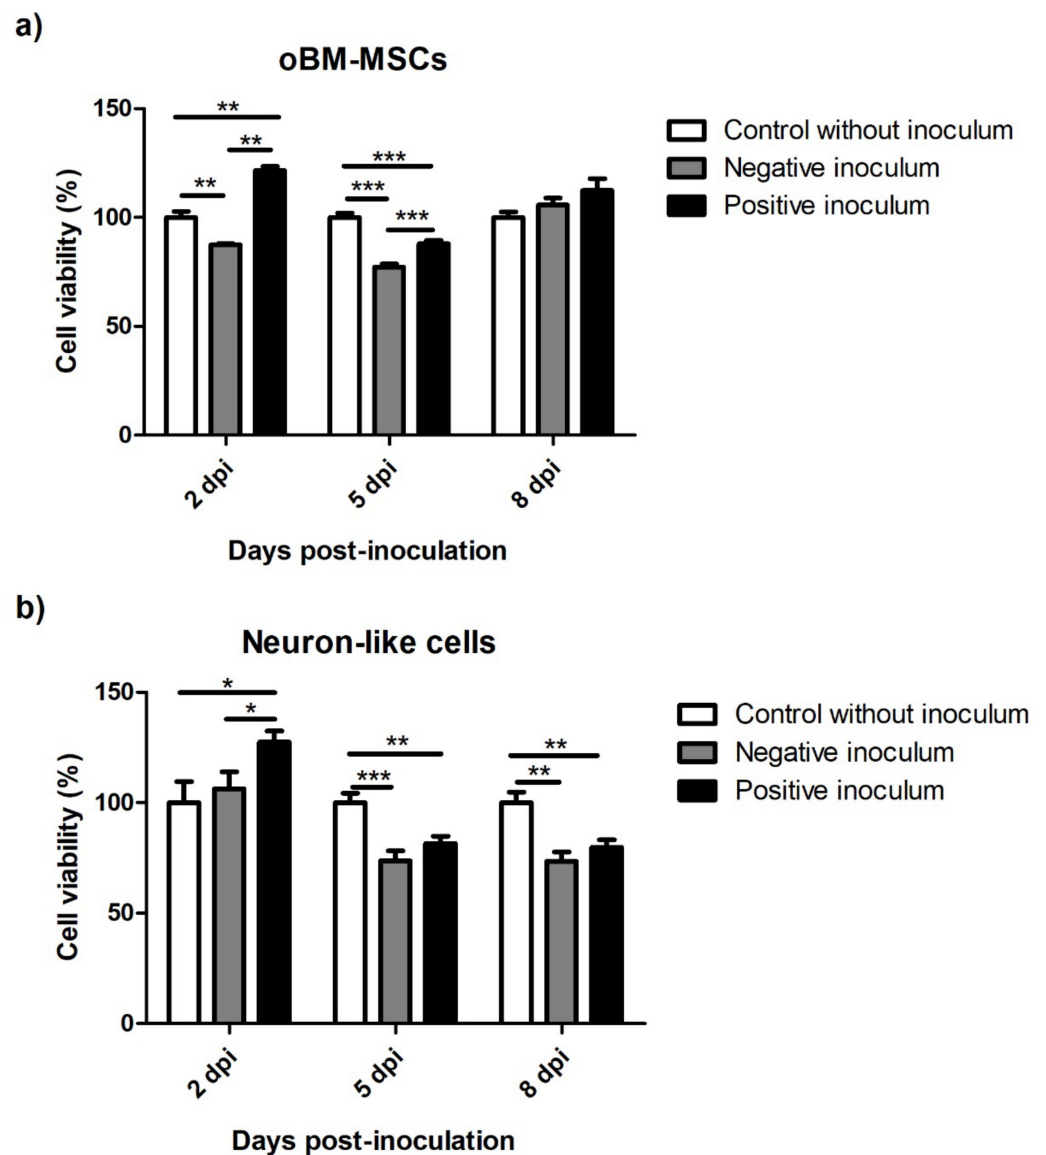 a)
oBM-MSCs
Cell viability (%)
150
100
50
0
**
**
**
***
***
***
2 dpi
5 dpi
8 dpi
Days post-inoculation
Control without inoculum
Negative inoculum
Positive inoculum
b)
Neuron-like cells
Cell viability (%)
150
100
50
0
*
*
**
***
**
**
2 dpi
5 dpi
8 dpi
Days post-inoculation
Control without inoculum
Negative inoculum
Positive inoculum